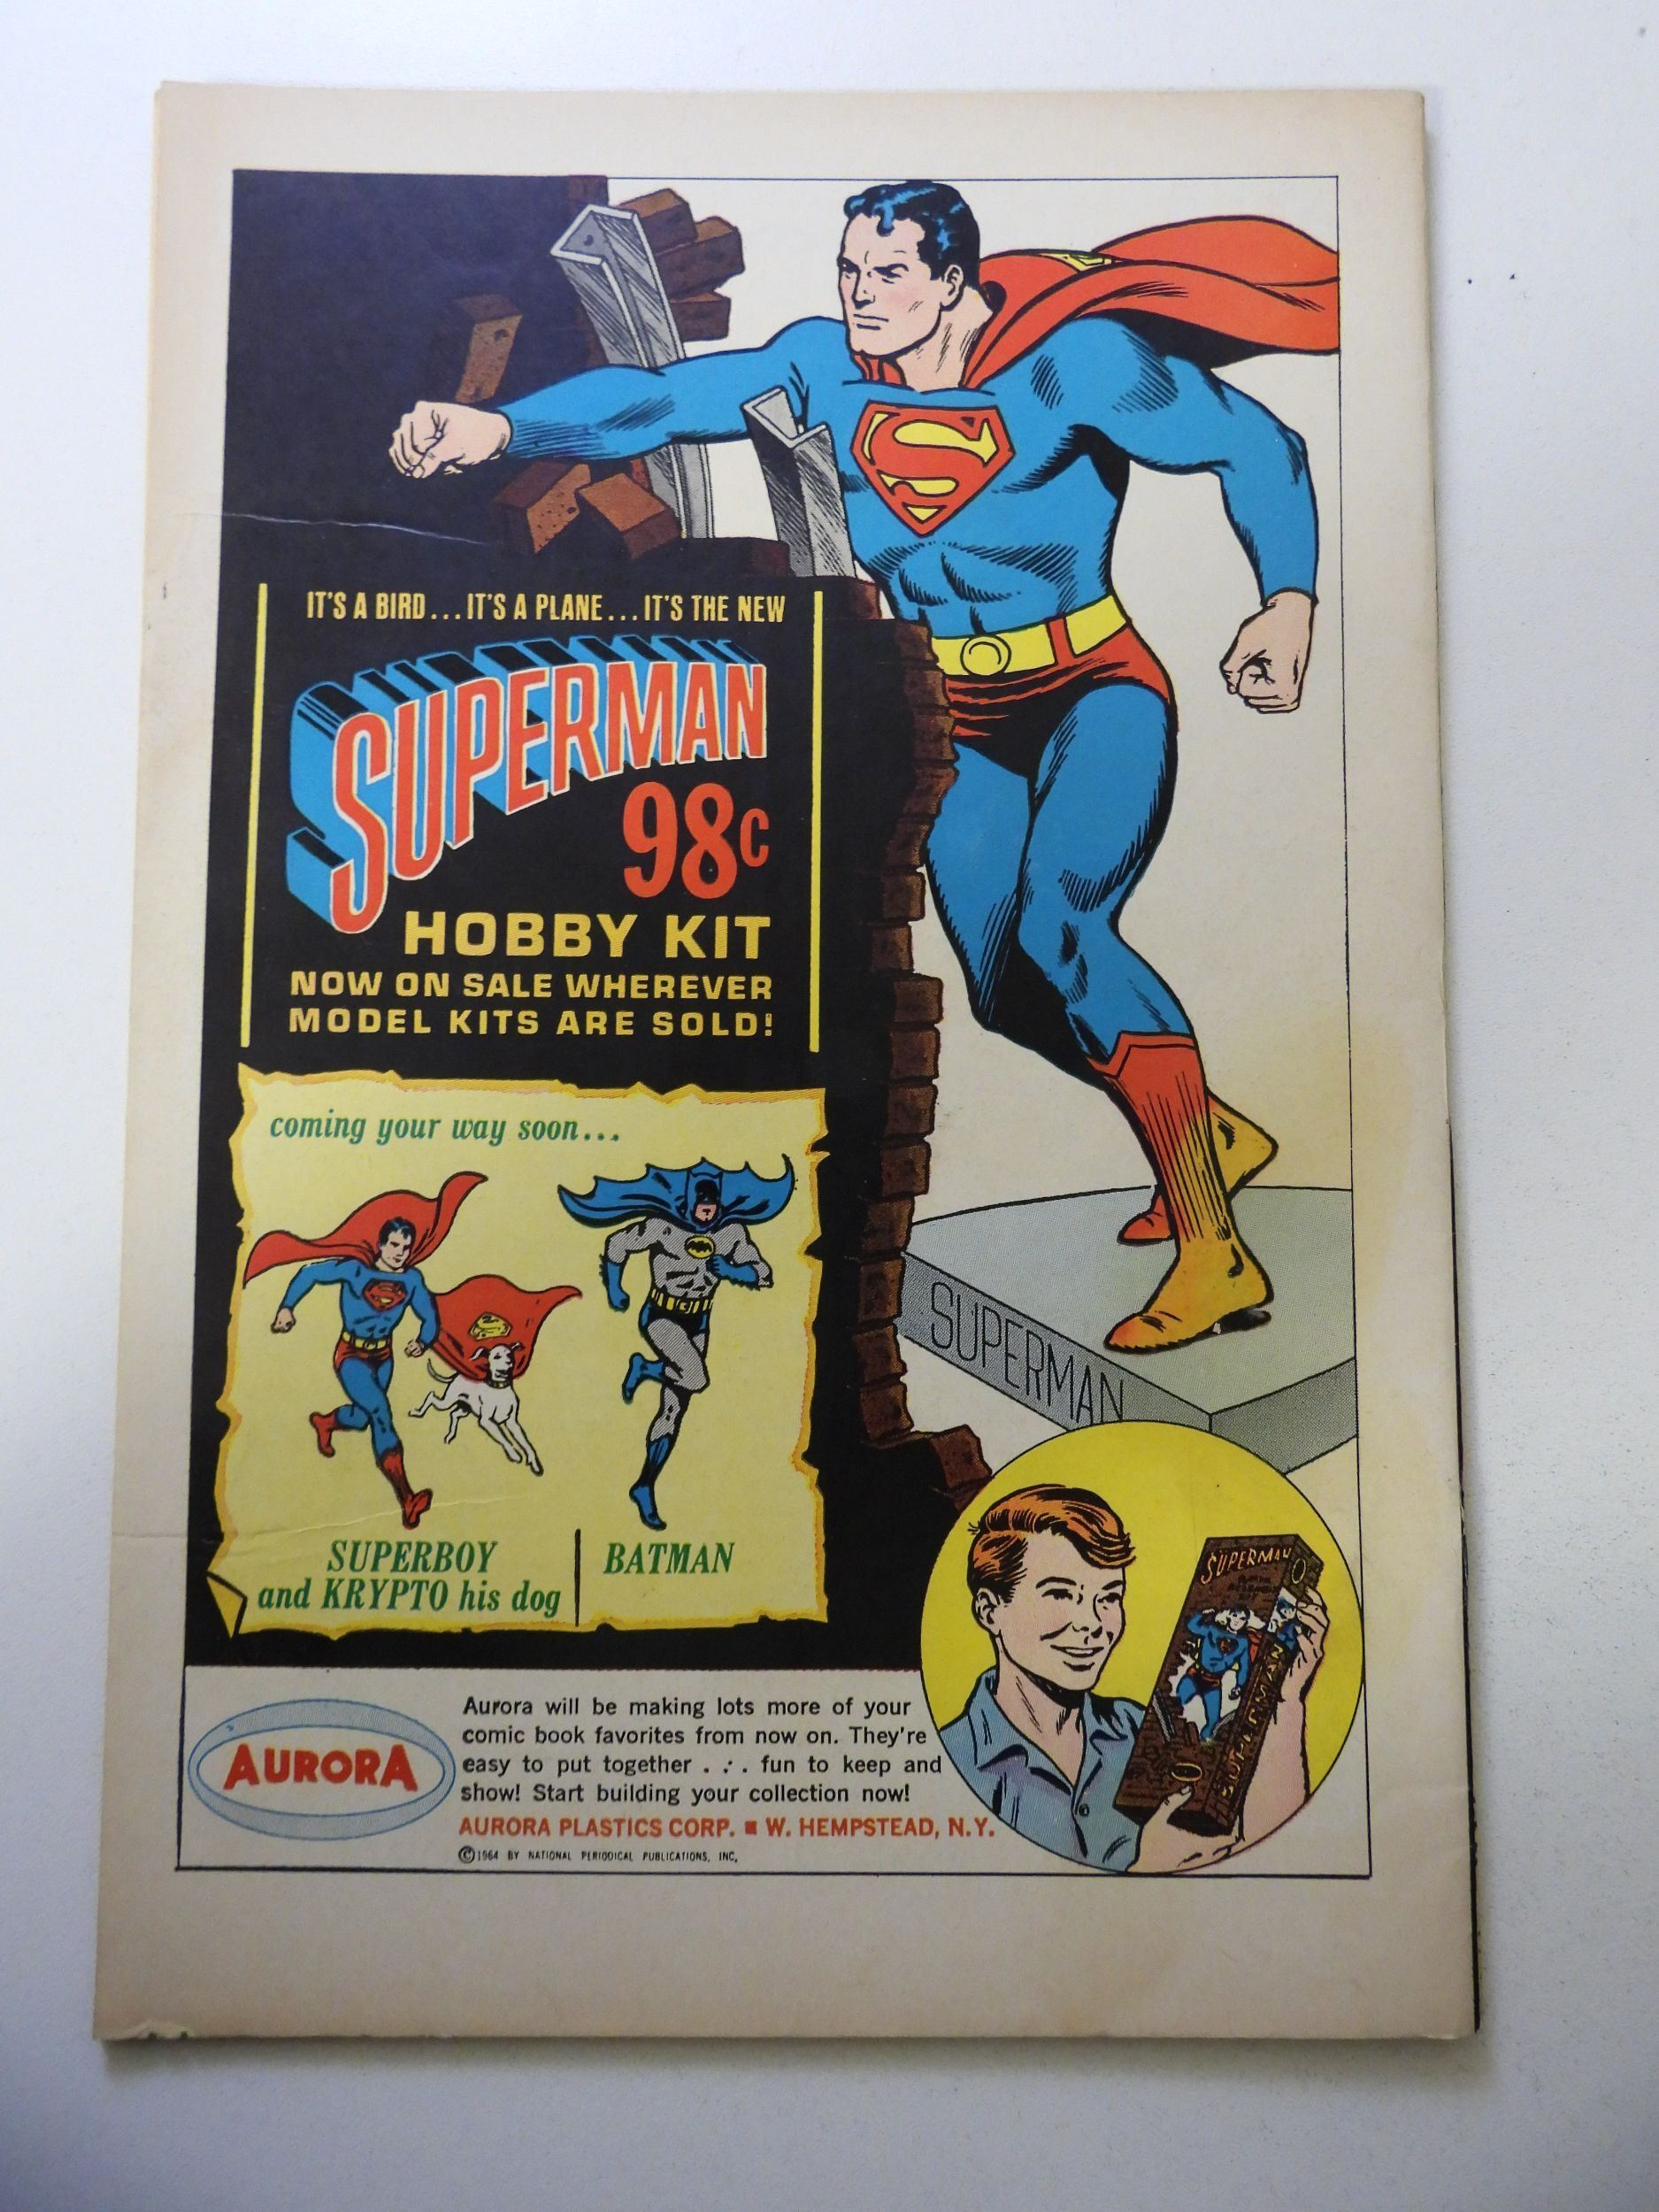 IT'S A BIRD...IT'S A PLANE...IT'S THE NEW
SUPERMAN
98c
HOBBY KIT
NOW ON SALE WHEREVER
MODEL KITS ARE SOLD!
coming your way soon...
SUPERBOY
and KRYPTO his dog
BATMAN
SUPERMAN
SUPERMAN
SUPERMAN
AURORA
Aurora will be making lots more of your
comic book favorites from now on. They're
easy to put together . . . fun to keep and
show! Start building your collection now!
AURORA PLASTICS CORP. ■ W. HEMPSTEAD, N.Y.
©1964 BY NATIONAL PERIODICAL PUBLICATIONS, INC,